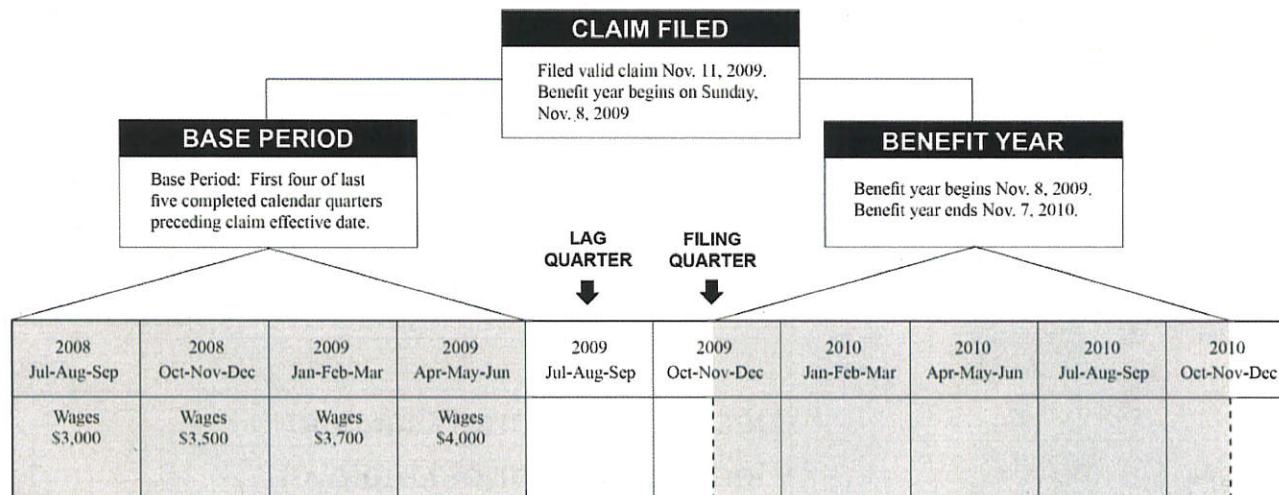 CLAIM FILED
Filed valid claim Nov. 11, 2009.
Benefit year begins on Sunday,
Nov. 8, 2009
BASE PERIOD
Base Period: First four of last
five completed calendar quarters
preceding claim effective date.
BENEFIT YEAR
Benefit year begins Nov. 8, 2009.
Benefit year ends Nov. 7, 2010.
LAG
QUARTER
FILING
QUARTER
2008
Jul-Aug-Sep
2008
Oct-Nov-Dec
2009
Jan-Feb-Mar
2009
Apr-May-Jun
2009
Jul-Aug-Sep
2009
Oct-Nov-Dec
2010
Jan-Feb-Mar
2010
Apr-May-Jun
2010
Jul-Aug-Sep
2010
Oct-Nov-Dec
Wages
$3,000
Wages
$3,500
Wages
$3,700
Wages
$4,000